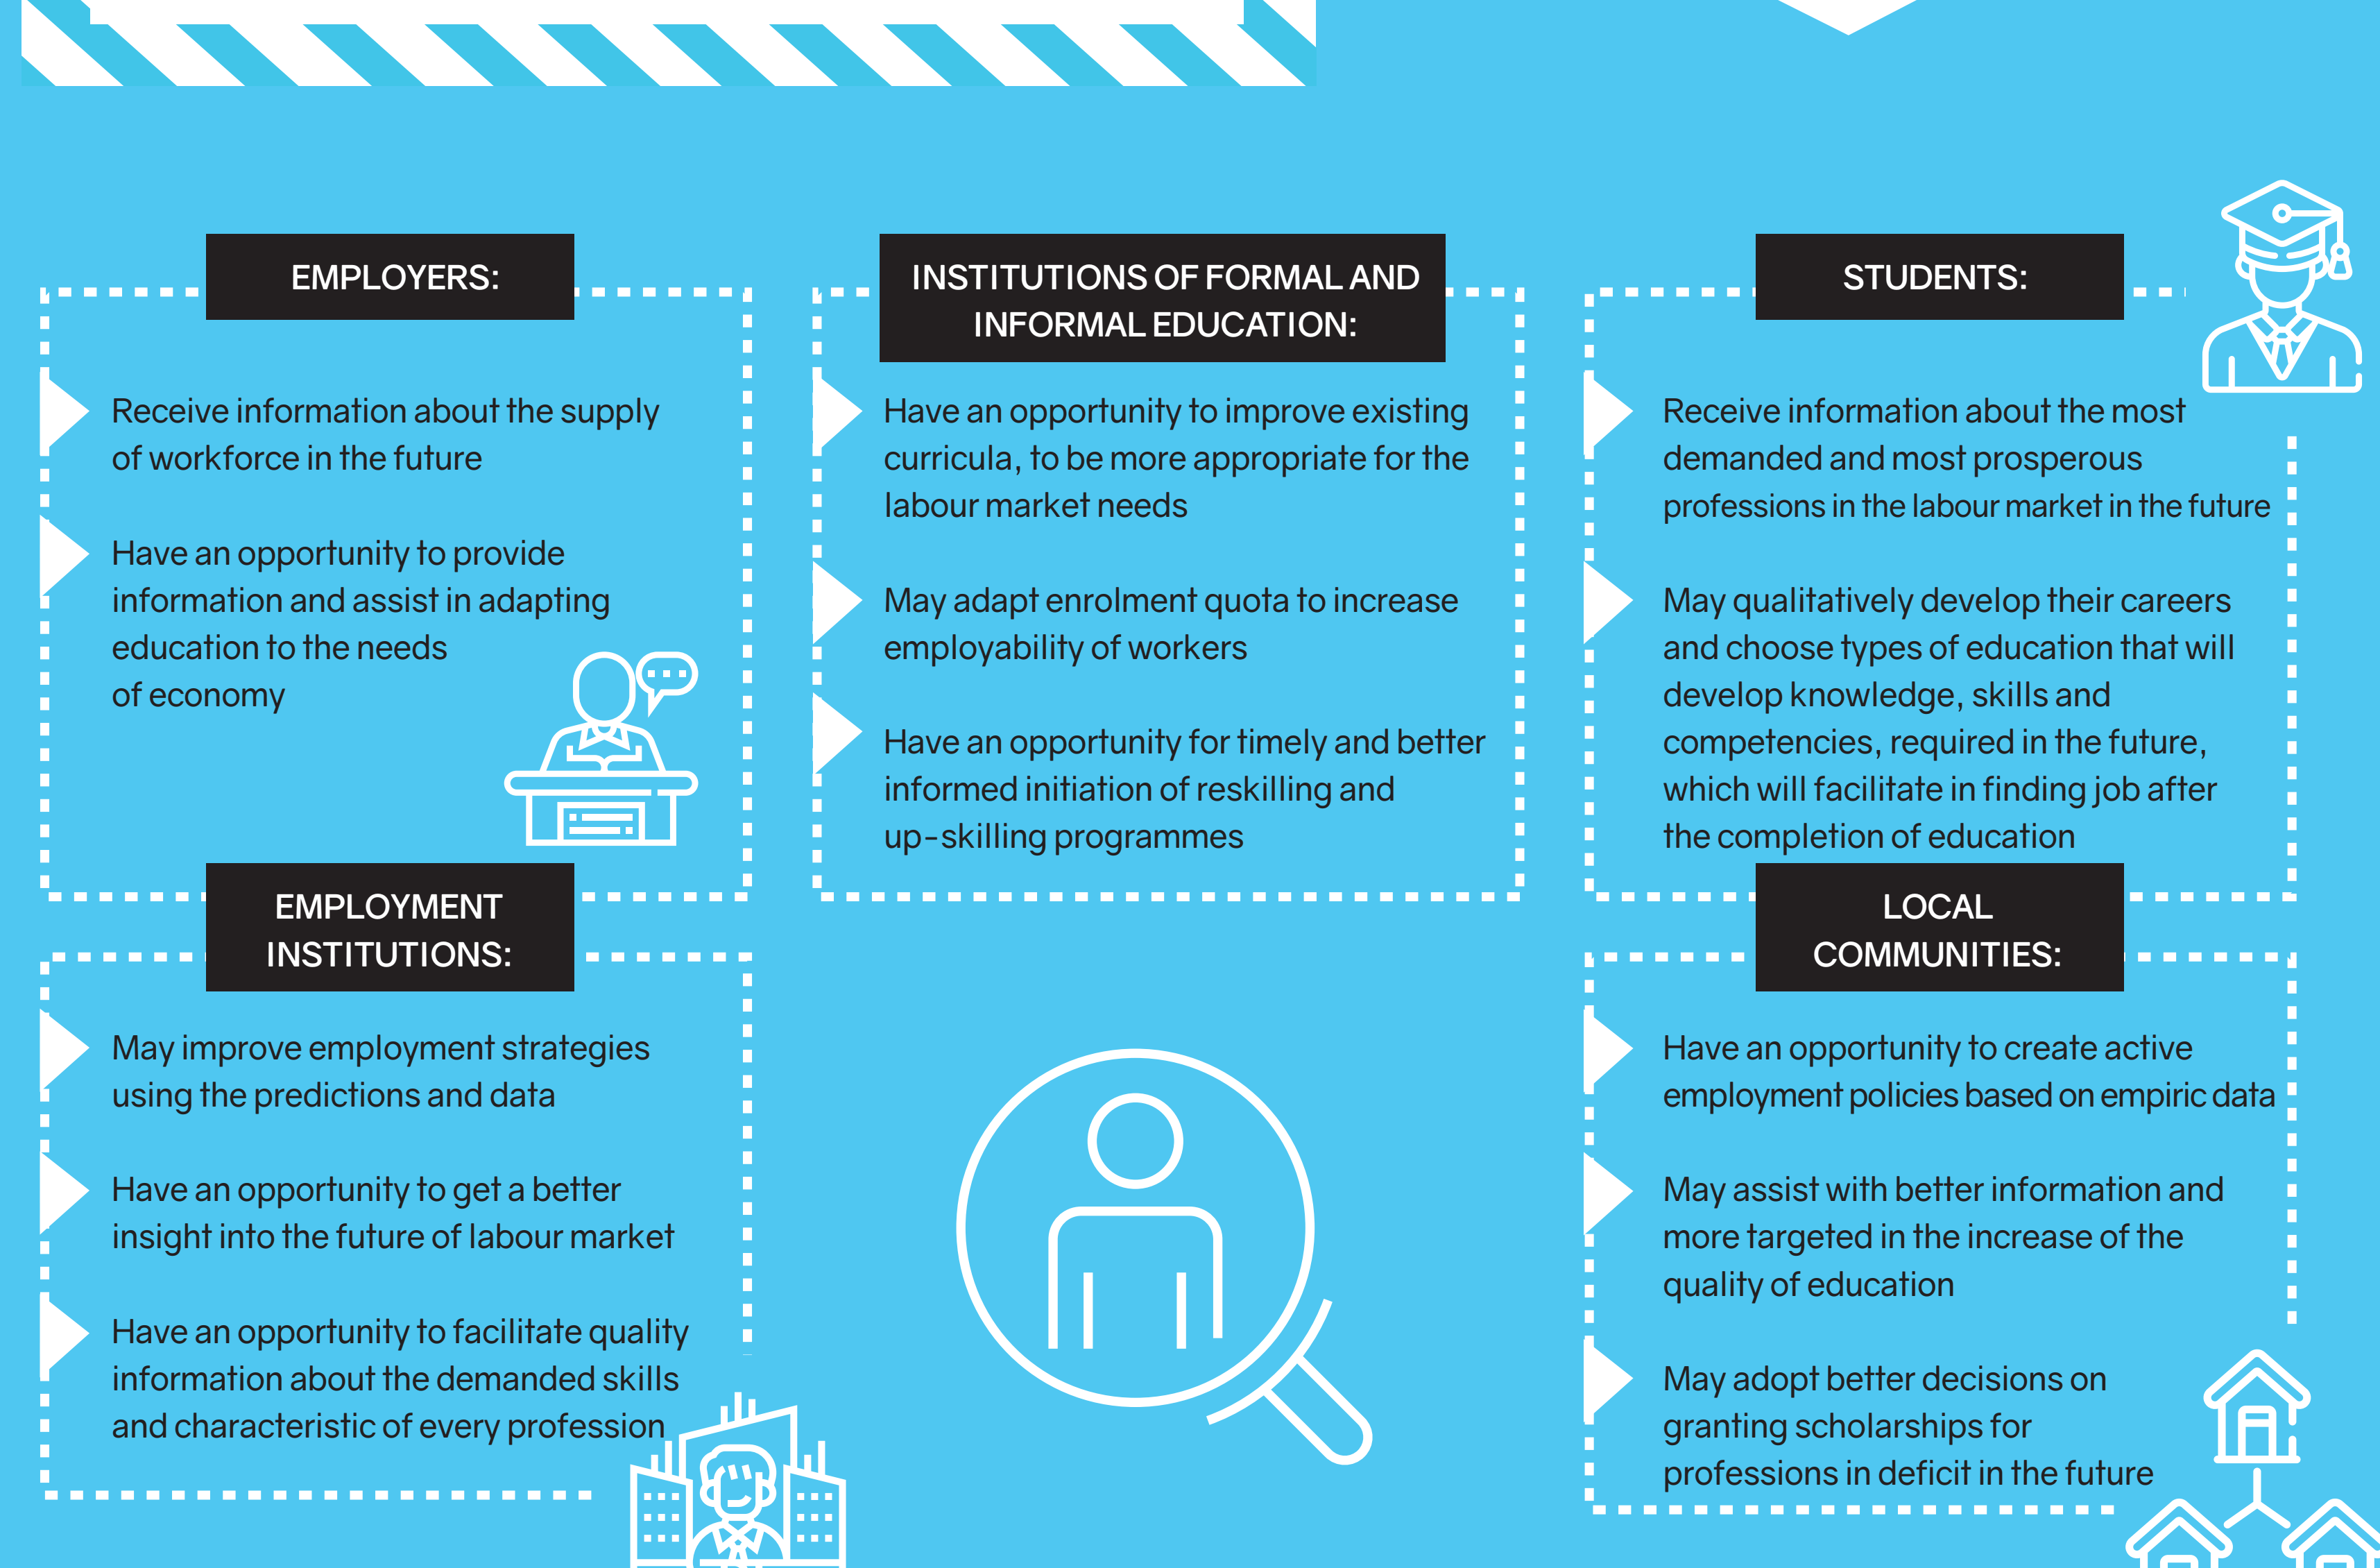 EMPLOYERS:
Receive information about the supply
of workforce in the future
Have an opportunity to provide
information and assist in adapting
education to the needs
of economy
INSTITUTIONS OF FORMAL AND
INFORMAL EDUCATION:
Have an opportunity to improve existing
curricula, to be more appropriate for the
labour market needs
May adapt enrolment quota to increase
employability of workers
Have an opportunity for timely and better
informed initiation of reskilling and
up-skilling programmes
STUDENTS:
Receive information about the most
demanded and most prosperous
professions in the labour market in the future
May qualitatively develop their careers
and choose types of education that will
develop knowledge, skills and
competencies, required in the future,
which will facilitate in finding job after
the completion of education
EMPLOYMENT
INSTITUTIONS:
May improve employment strategies
using the predictions and data
Have an opportunity to get a better
insight into the future of labour market
Have an opportunity to facilitate quality
information about the demanded skills
and characteristic of every profession
LOCAL
COMMUNITIES:
Have an opportunity to create active
employment policies based on empiric data
May assist with better information and
more targeted in the increase of the
quality of education
May adopt better decisions on
granting scholarships for
professions in deficit in the future